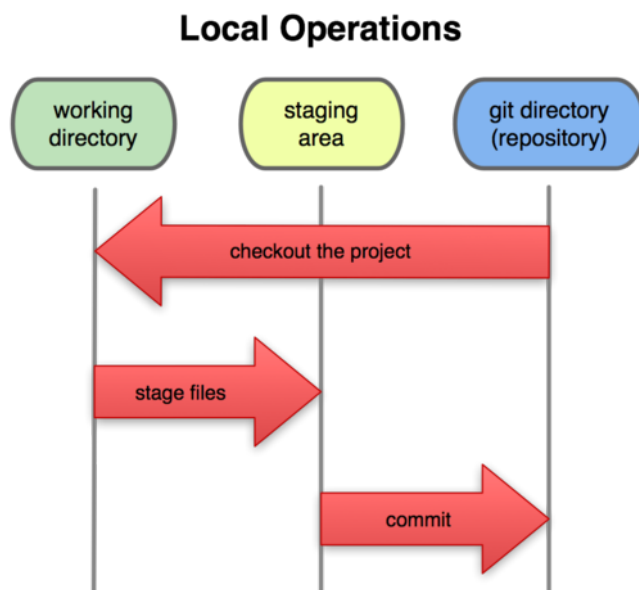 Local Operations
working
directory
staging
area
git directory
(repository)
checkout the project
stage files
commit